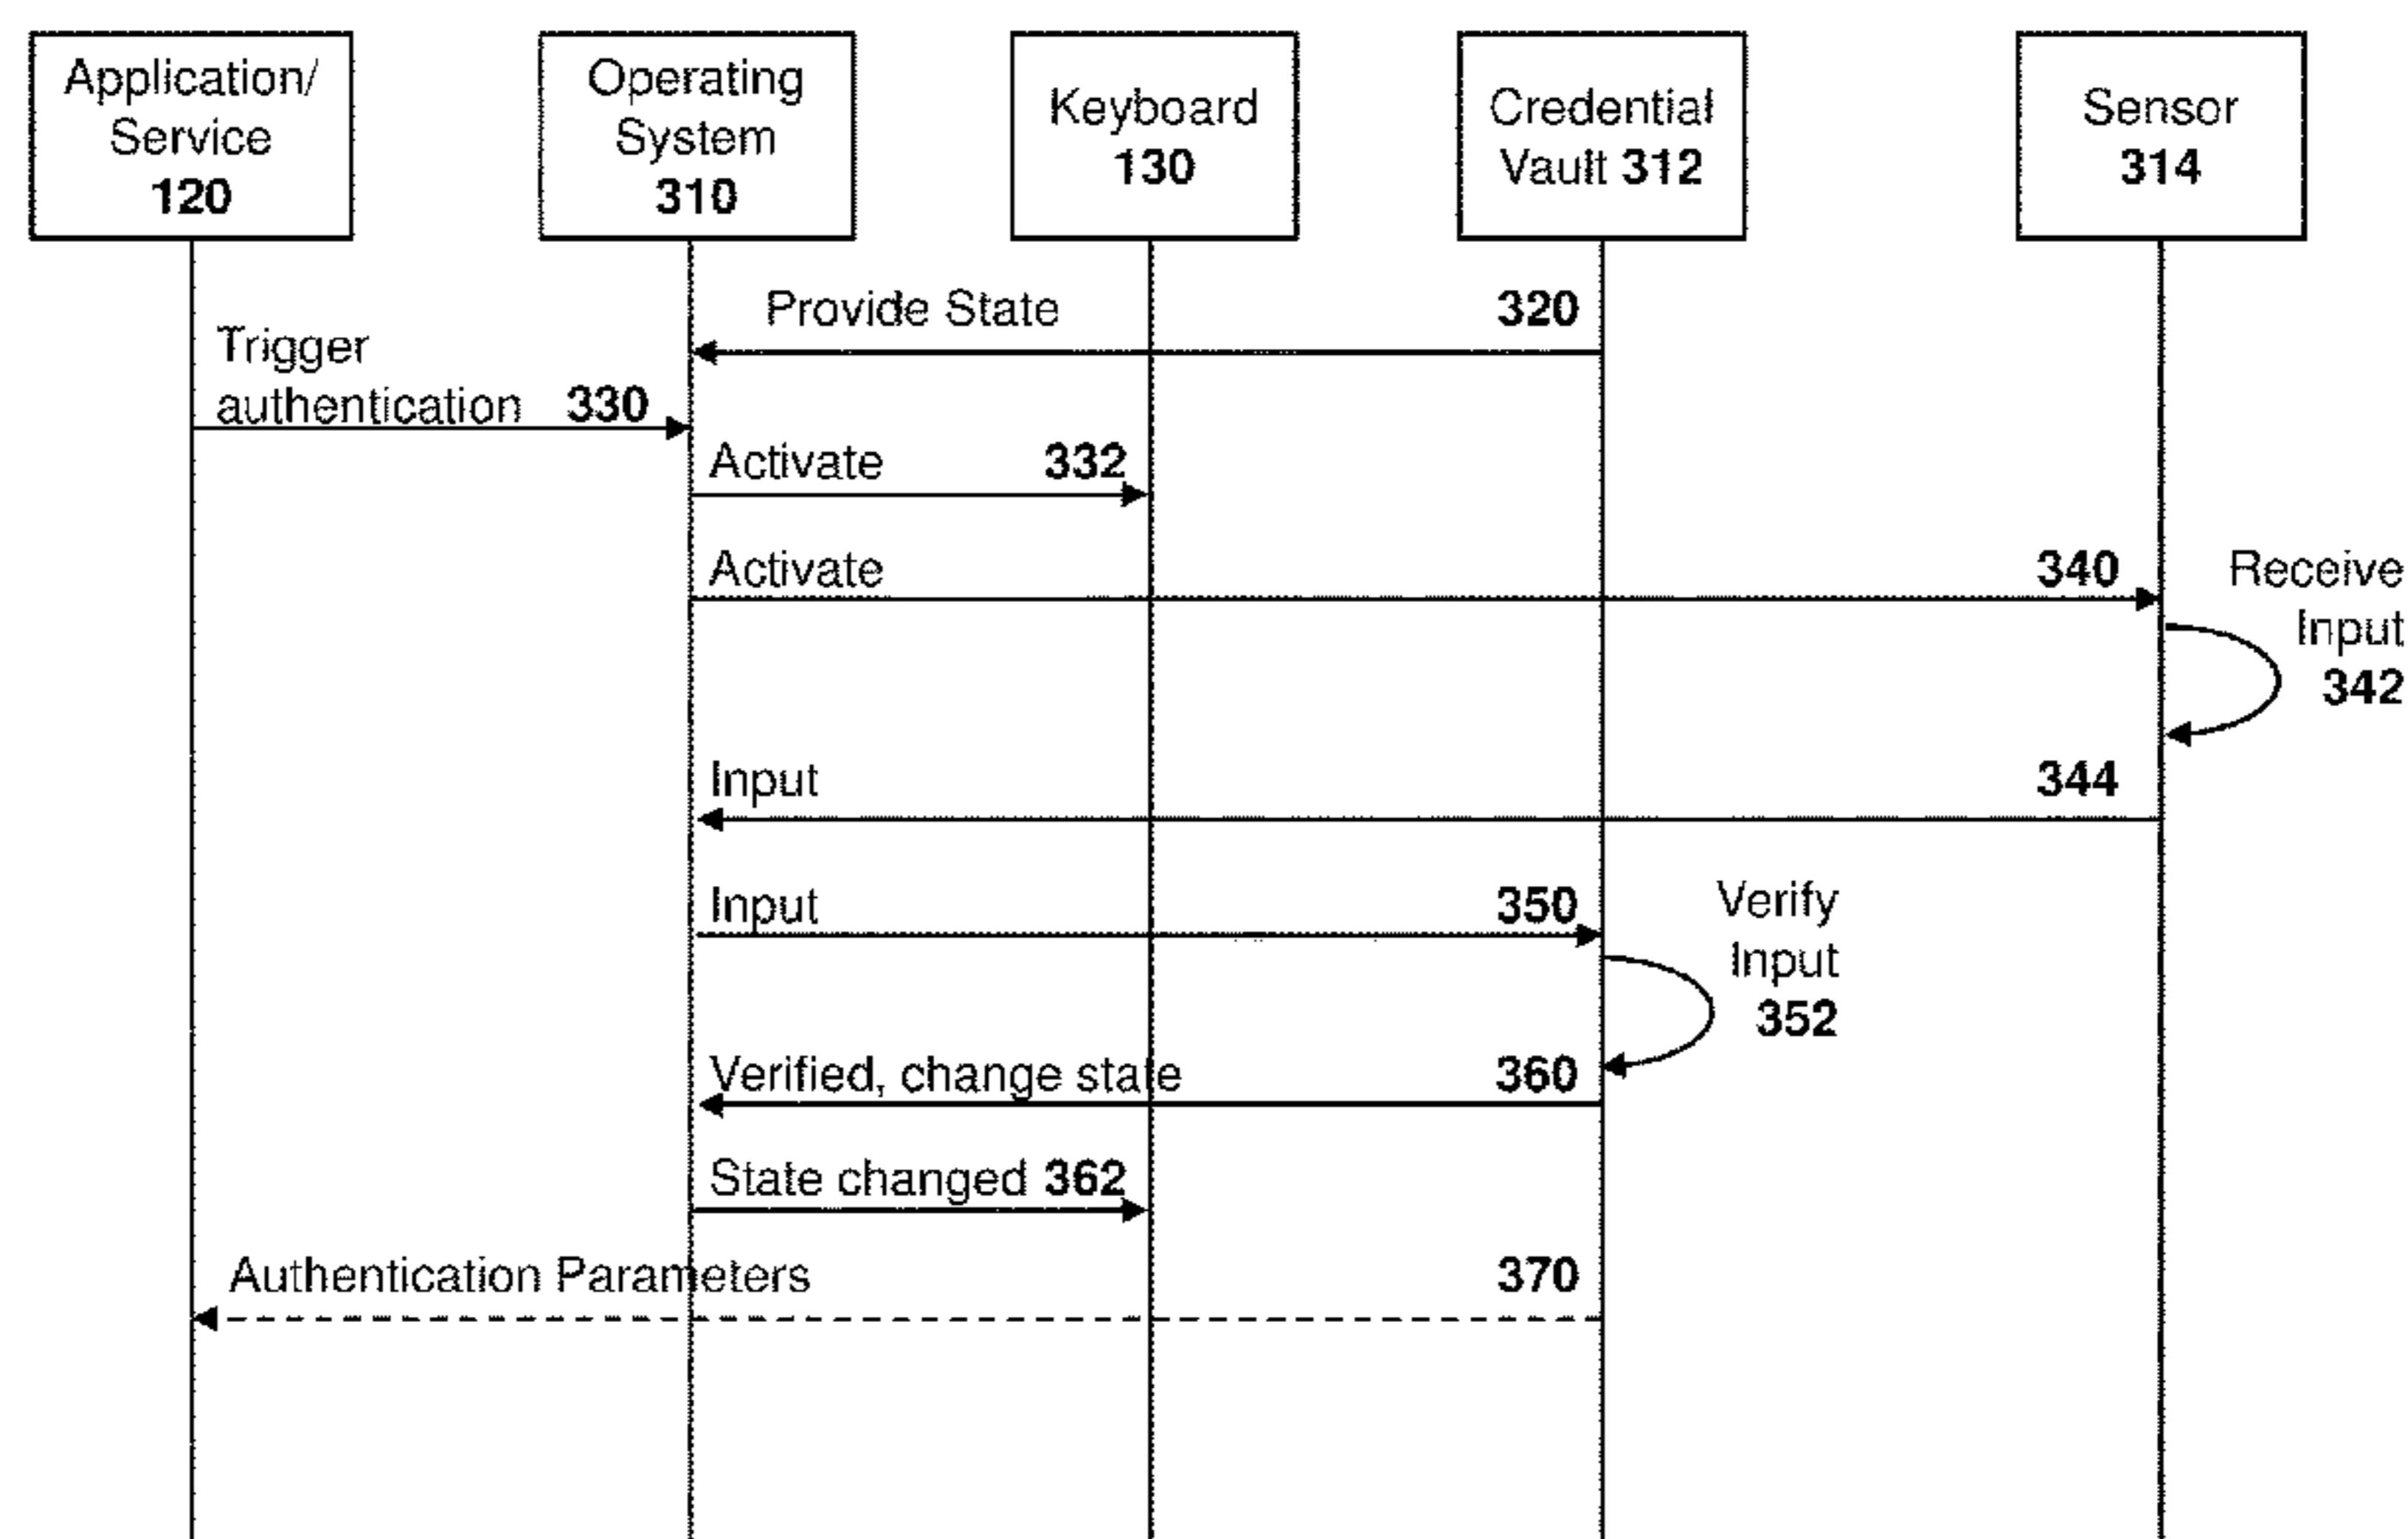 Application/
Service
120
Operating
System
310
Keyboard
130
Credential
Vault 312
Sensor
314
Provide State 320
Trigger
authentication 330
Activate 332
Activate 340
Receive
Input
342
Input 344
Input 350
Verify
Input
352
Verified, change state 360
State changed 362
Authentication Parameters 370